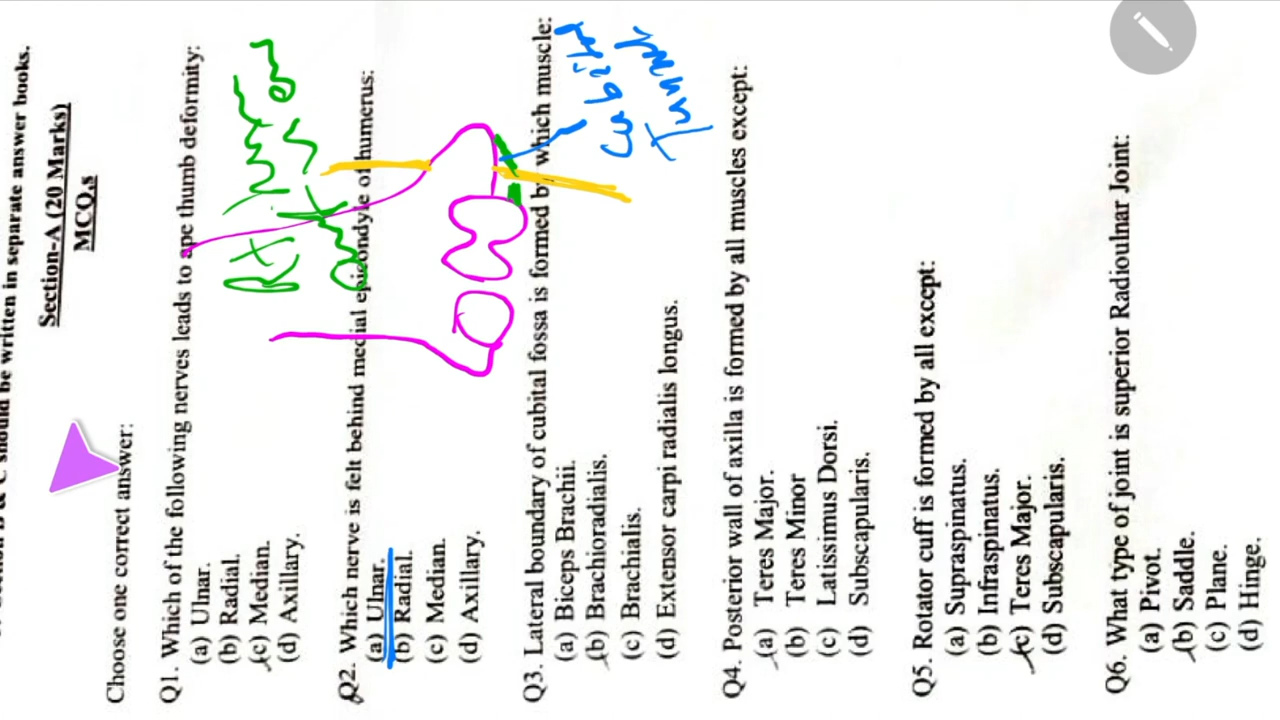 should be written in separate answer books.
Section-A (20 Marks)
MCQ.s
Choose one correct answer:
Q1. Which of the following nerves leads to ape thumb deformity:
(a) Ulnar.
(b) Radial.
(c) Median.
(d) Axillary.
Q2. Which nerve is felt behind medial epicondyle of humerus:
(a) Ulnar.
(b) Radial.
(c) Median.
(d) Axillary.
Q3. Lateral boundary of cubital fossa is formed by which muscle:
(a) Biceps Brachii.
(b) Brachioradialis.
(c) Brachialis.
(d) Extensor carpi radialis longus.
Q4. Posterior wall of axilla is formed by all muscles except:
(a) Teres Major.
(b) Teres Minor
(c) Latissimus Dorsi.
(d) Subscapularis.
Q5. Rotator cuff is formed by all except:
(a) Supraspinatus.
(b) Infraspinatus.
(c) Teres Major.
(d) Subscapularis.
Q6. What type of joint is superior Radioulnar Joint:
(a) Pivot.
(b) Saddle.
(c) Plane.
(d) Hinge.
cubital
tunnel